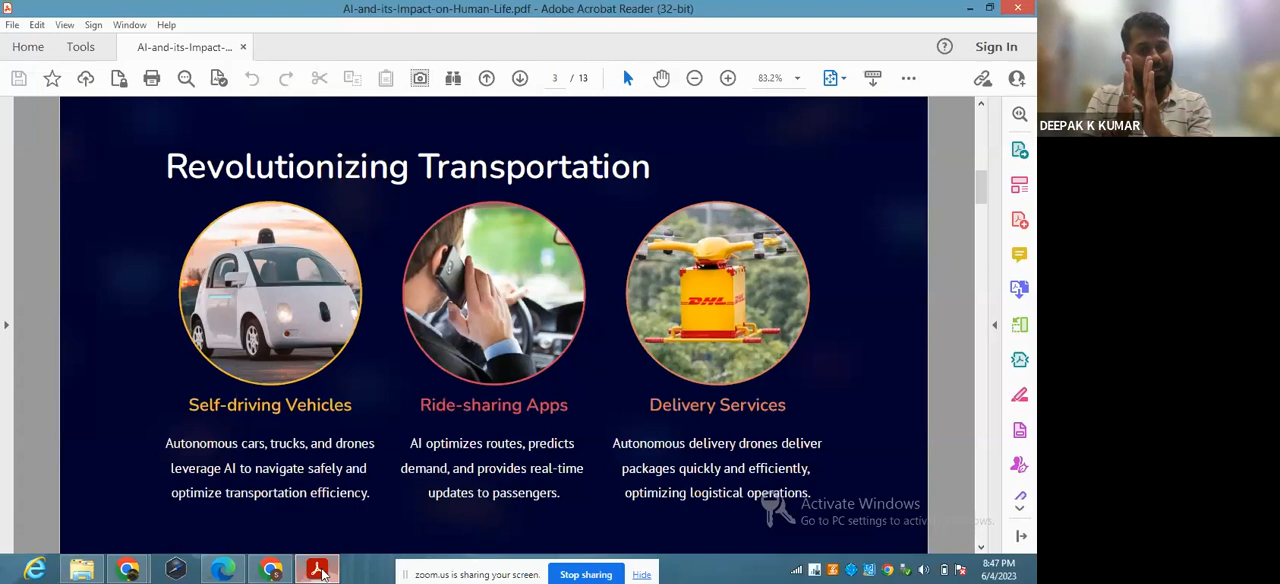 AI-and-its-Impact-on-Human-Life.pdf - Adobe Acrobat Reader (32-bit)
File Edit View Sign Window Help
Home Tools AI-and-its-Impact-... × Sign In
3 / 13 83.2%
DEEPAK K KUMAR
Revolutionizing Transportation
DHL
Self-driving Vehicles
Autonomous cars, trucks, and drones
leverage AI to navigate safely and
optimize transportation efficiency.
Ride-sharing Apps
AI optimizes routes, predicts
demand, and provides real-time
updates to passengers.
Delivery Services
Autonomous delivery drones deliver
packages quickly and efficiently,
optimizing logistical operations.
Activate Windows
Go to PC settings to activate Windows.
zoom.us is sharing your screen. Stop sharing Hide
8:47 PM
6/4/2023